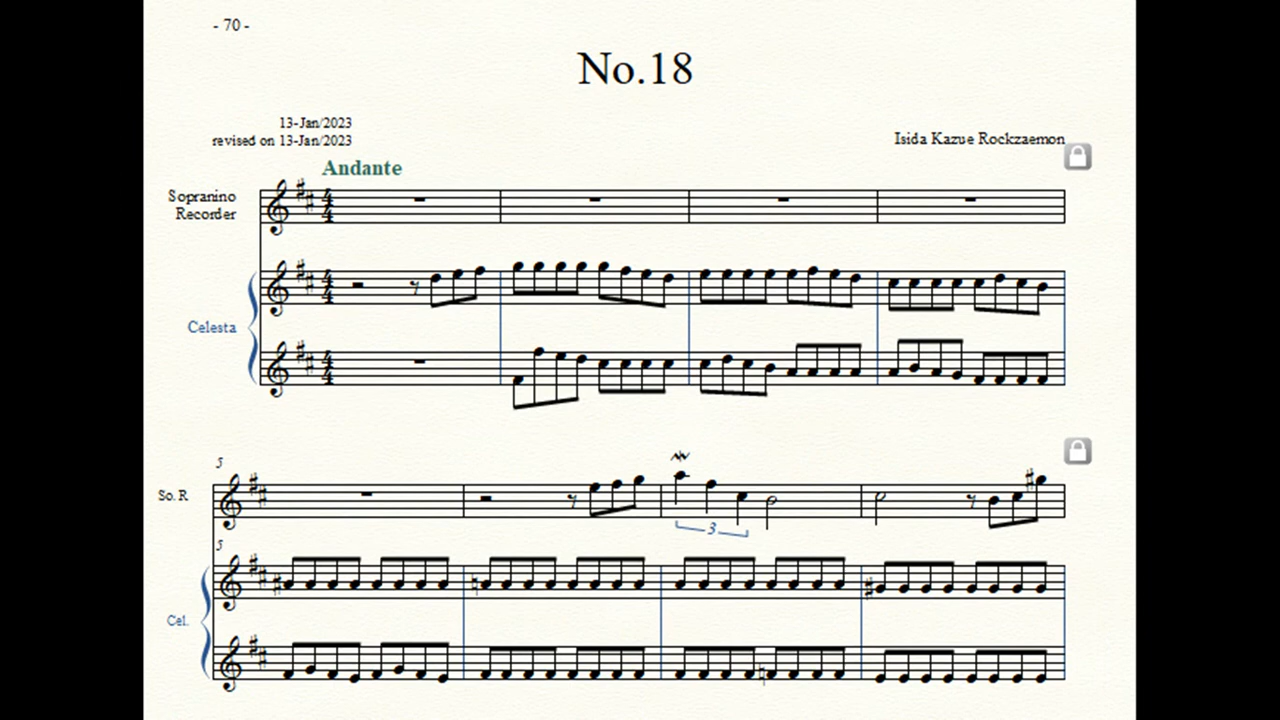 - 70 -
No.18
13-Jan/2023
revised on 13-Jan/2023
Isida Kazue Rockzaemon
Andante
Sopranino
Recorder
Celesta
5
So. R
3
5
Cel.